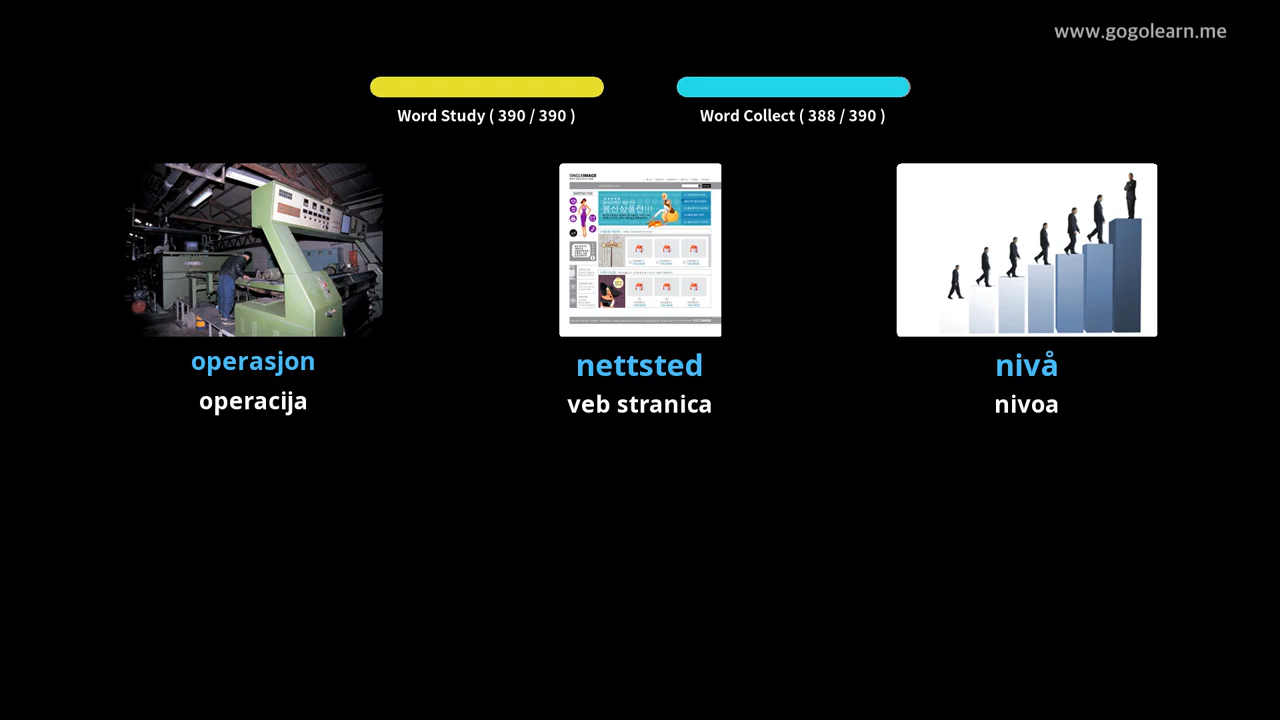 www.gogolearn.me
Word Study ( 390 / 390 )
Word Collect ( 388 / 390 )
operasjon
nettsted
nivå
operacija
veb stranica
nivoa